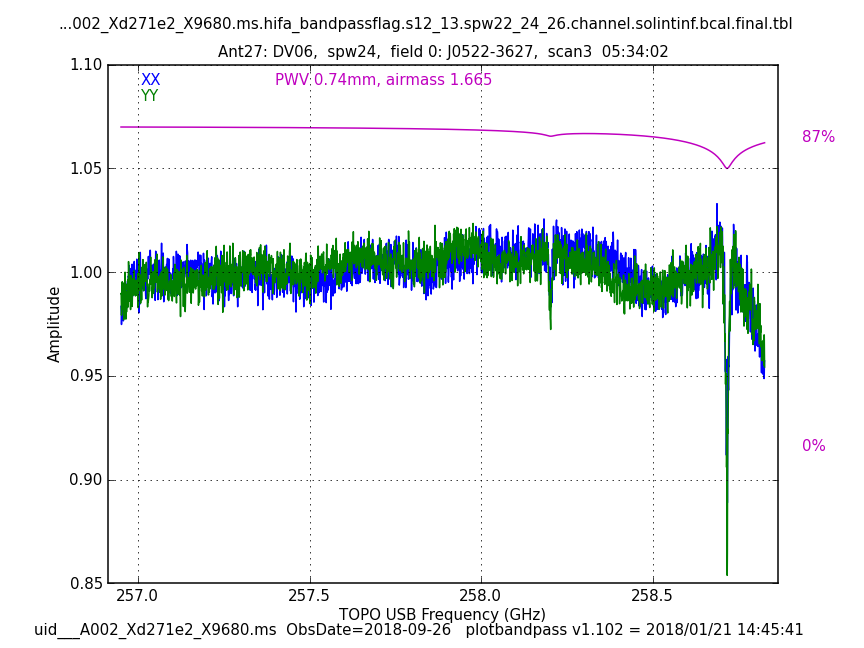 ...002_Xd271e2_X9680.ms.hifa_bandpassflag.s12_13.spw22_24_26.channel.solintinf.bcal.final.tbl
Ant27: DV06, spw24, field 0: J0522-3627, scan3 05:34:02
XX
YY
PWV 0.74mm, airmass 1.665
87%
0%
1.10
1.05
1.00
0.95
0.90
0.85
Amplitude
257.0 257.5 258.0 258.5
TOPO USB Frequency (GHz)
uid___A002_Xd271e2_X9680.ms ObsDate=2018-09-26 plotbandpass v1.102 = 2018/01/21 14:45:41